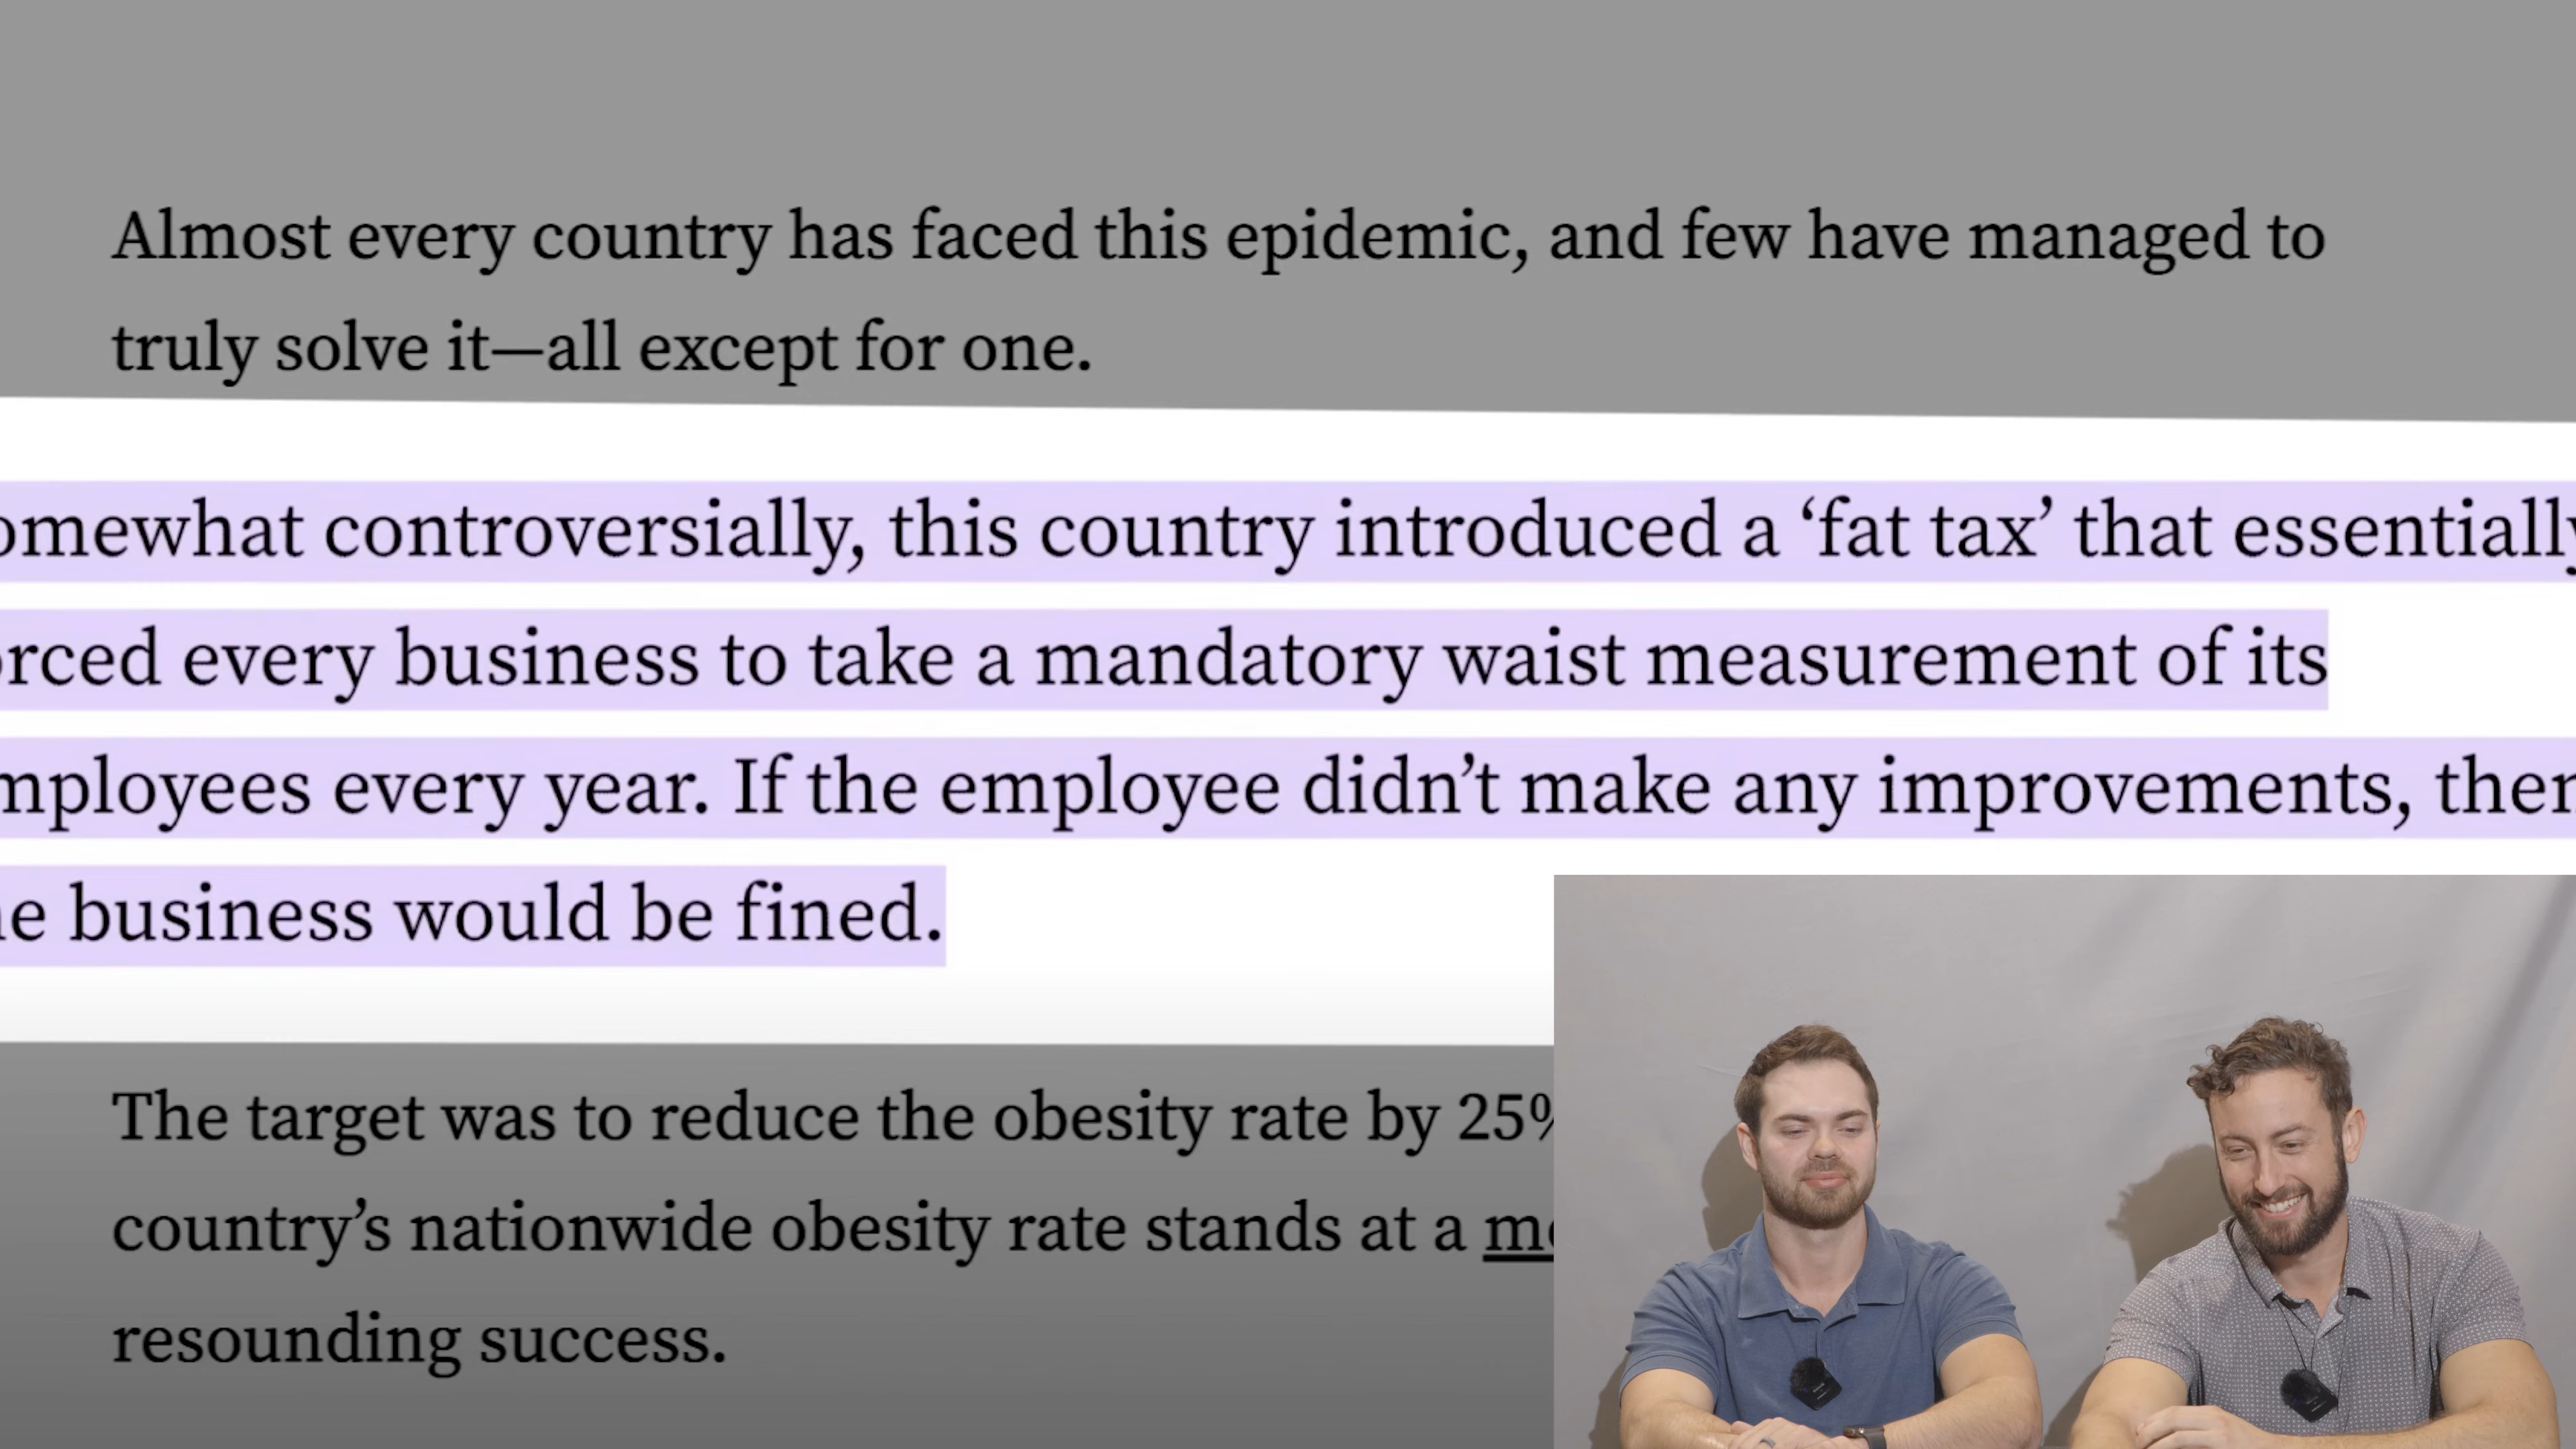 Almost every country has faced this epidemic, and few have managed to
truly solve it—all except for one.
omewhat controversially, this country introduced a ‘fat tax’ that essentially
orced every business to take a mandatory waist measurement of its
mployees every year. If the employee didn’t make any improvements, then
he business would be fined.
The target was to reduce the obesity rate by 25%
country’s nationwide obesity rate stands at a
resounding success.